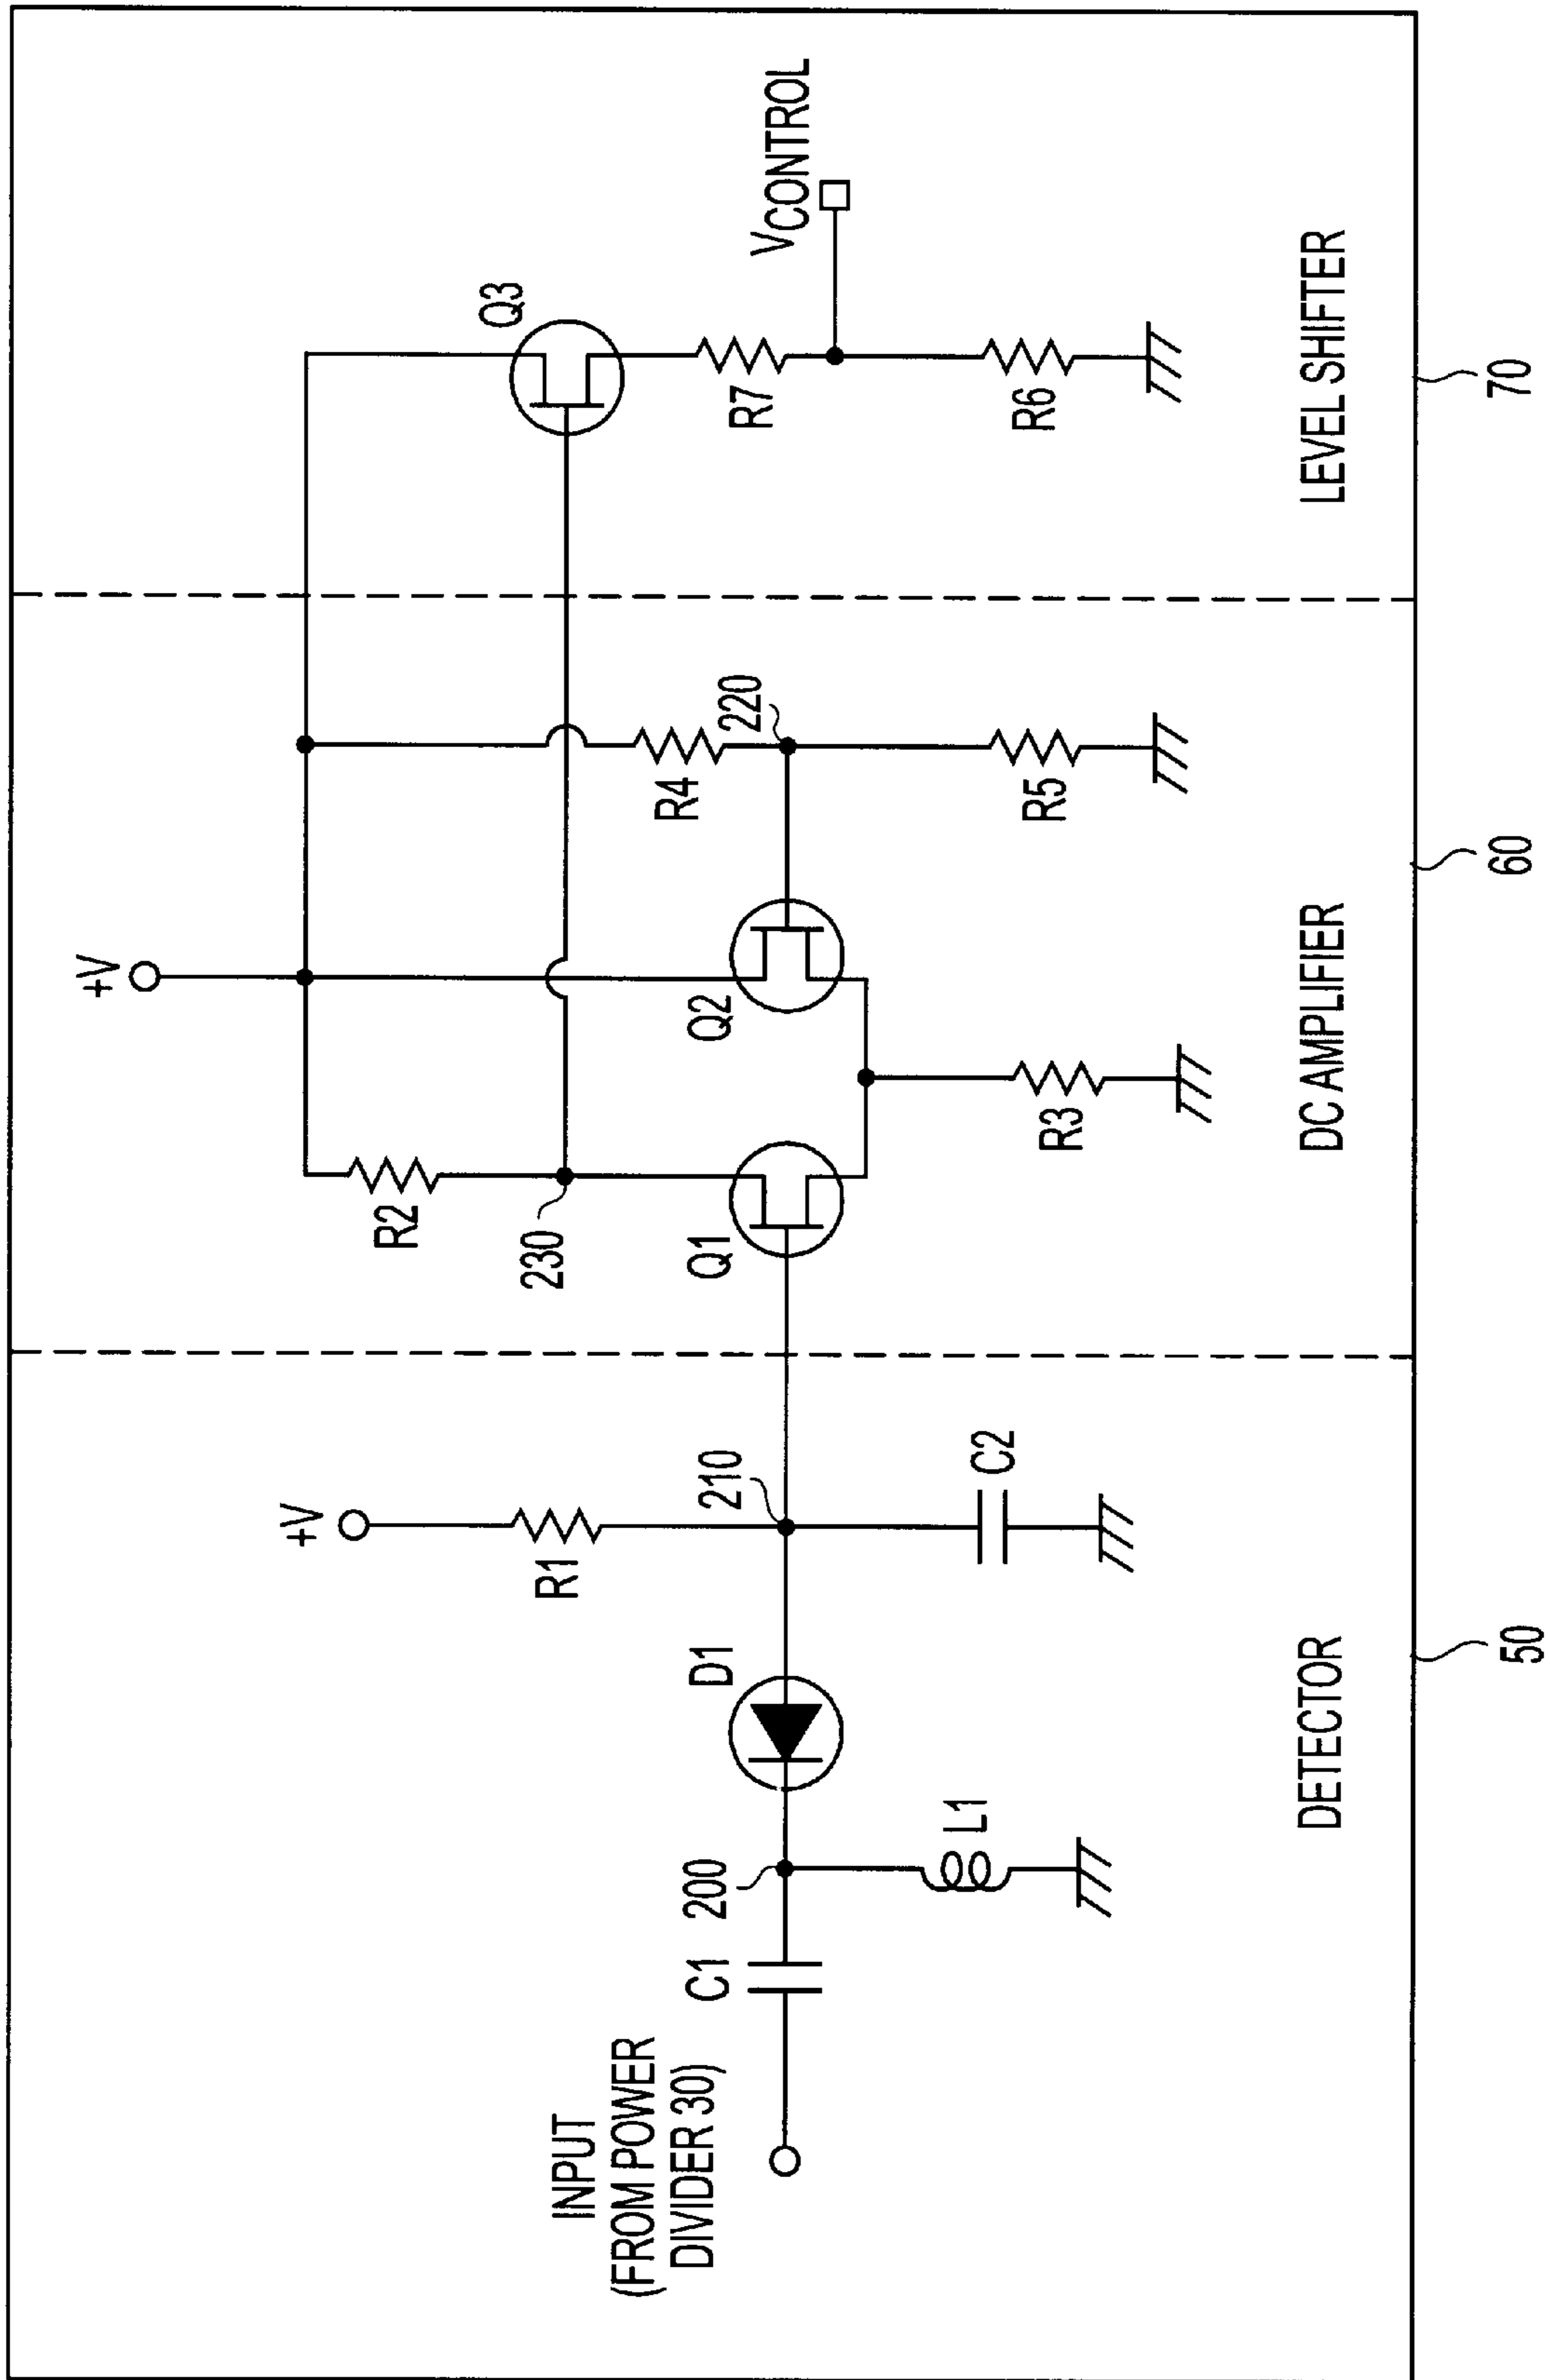 INPUT
(FROM POWER
DIVIDER 30)
C1
200
L1
D1
+V
R1
210
C2
DETECTOR
50
+V
R2
230
Q1
Q2
R3
R4
220
R5
DC AMPLIFIER
60
Q3
R7
VCONTROL
R6
LEVEL SHIFTER
70